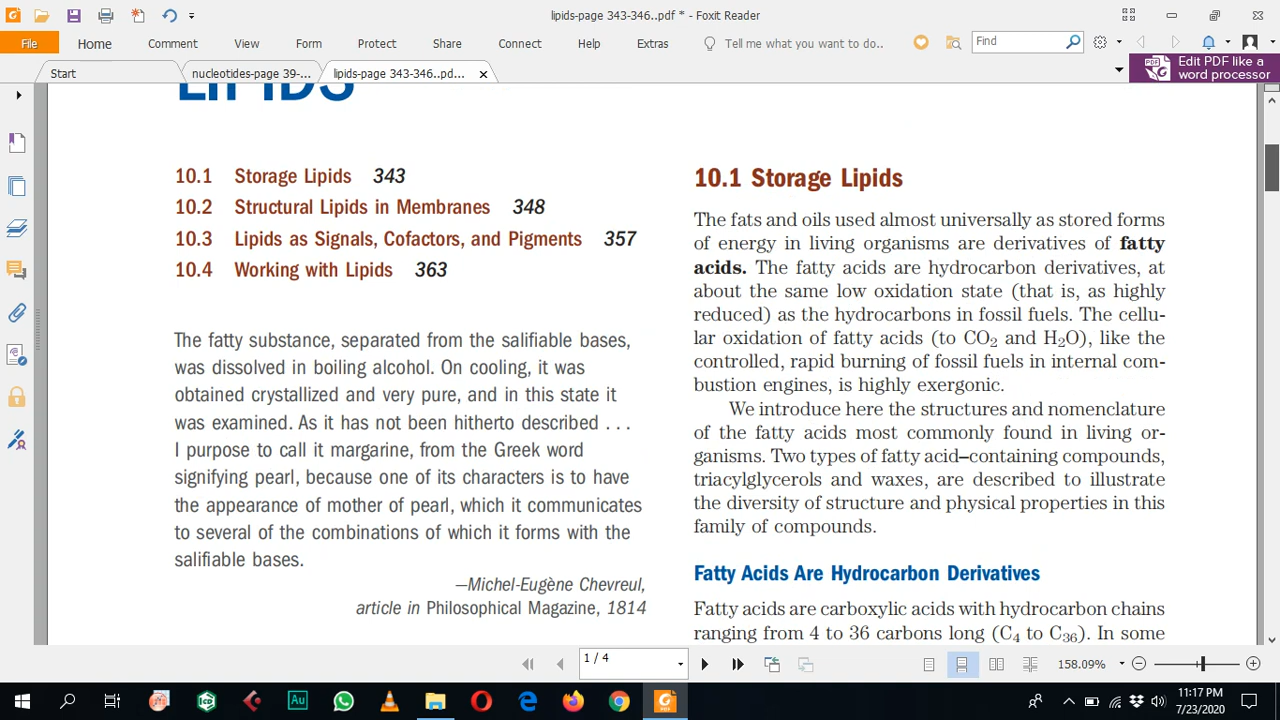 lipids-page 343-346..pdf * - Foxit Reader
File Home Comment View Form Protect Share Connect Help Extras Tell me what you want to do.. Find
Start nucleotides-page 39-... lipids-page 343-346..pd... Edit PDF like a
word processor
LIPIDS
10.1 Storage Lipids 343
10.2 Structural Lipids in Membranes 348
10.3 Lipids as Signals, Cofactors, and Pigments 357
10.4 Working with Lipids 363
The fatty substance, separated from the salifiable bases,
was dissolved in boiling alcohol. On cooling, it was
obtained crystallized and very pure, and in this state it
was examined. As it has not been hitherto described . . .
I purpose to call it margarine, from the Greek word
signifying pearl, because one of its characters is to have
the appearance of mother of pearl, which it communicates
to several of the combinations of which it forms with the
salifiable bases.
—Michel-Eugène Chevreul,
article in Philosophical Magazine, 1814
10.1 Storage Lipids
The fats and oils used almost universally as stored forms
of energy in living organisms are derivatives of fatty
acids. The fatty acids are hydrocarbon derivatives, at
about the same low oxidation state (that is, as highly
reduced) as the hydrocarbons in fossil fuels. The cellu-
lar oxidation of fatty acids (to CO₂ and H₂O), like the
controlled, rapid burning of fossil fuels in internal com-
bustion engines, is highly exergonic.
We introduce here the structures and nomenclature
of the fatty acids most commonly found in living or-
ganisms. Two types of fatty acid–containing compounds,
triacylglycerols and waxes, are described to illustrate
the diversity of structure and physical properties in this
family of compounds.
Fatty Acids Are Hydrocarbon Derivatives
Fatty acids are carboxylic acids with hydrocarbon chains
ranging from 4 to 36 carbons long (C₄ to C₃₆). In some
1 / 4 158.09%
Au 11:17 PM
7/23/2020